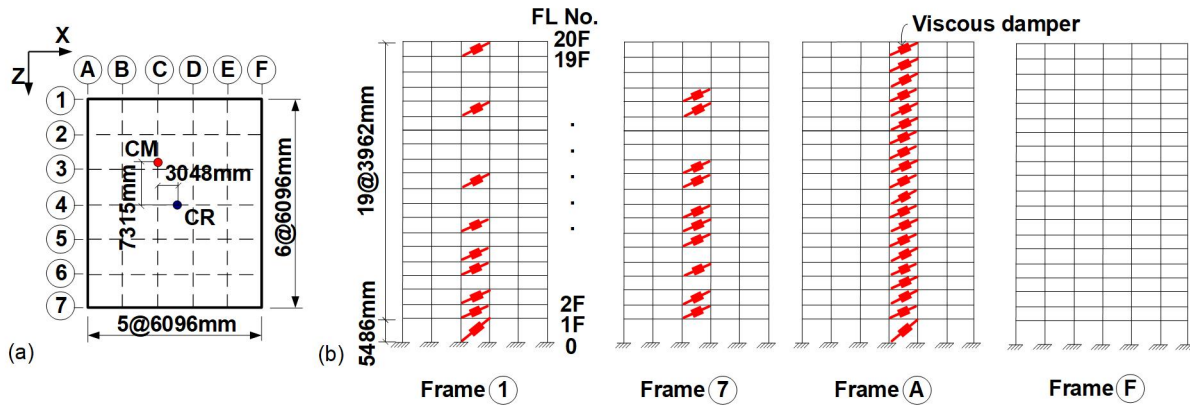 X
Z
A B C D E F
1
2
3
4
5
6
7
CM
3048mm
7315mm
CR
6@6096mm
5@6096mm
(a)
FL No.
20F
19F
2F
1F
0
19@3962mm
5486mm
(b)
Viscous damper
Frame 1
Frame 7
Frame A
Frame F